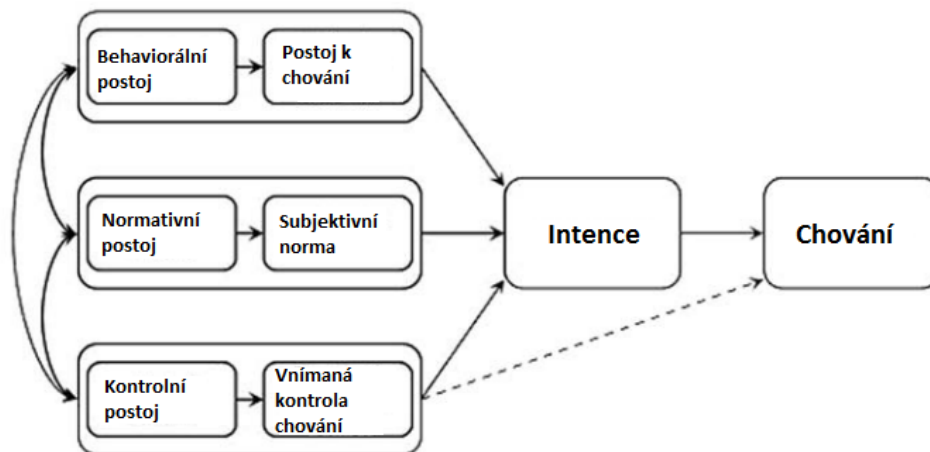 Behaviorální
postoj
Postoj k
chování
Normativní
postoj
Subjektivní
norma
Intence
Chování
Kontrolní
postoj
Vnímaná
kontrola
chování